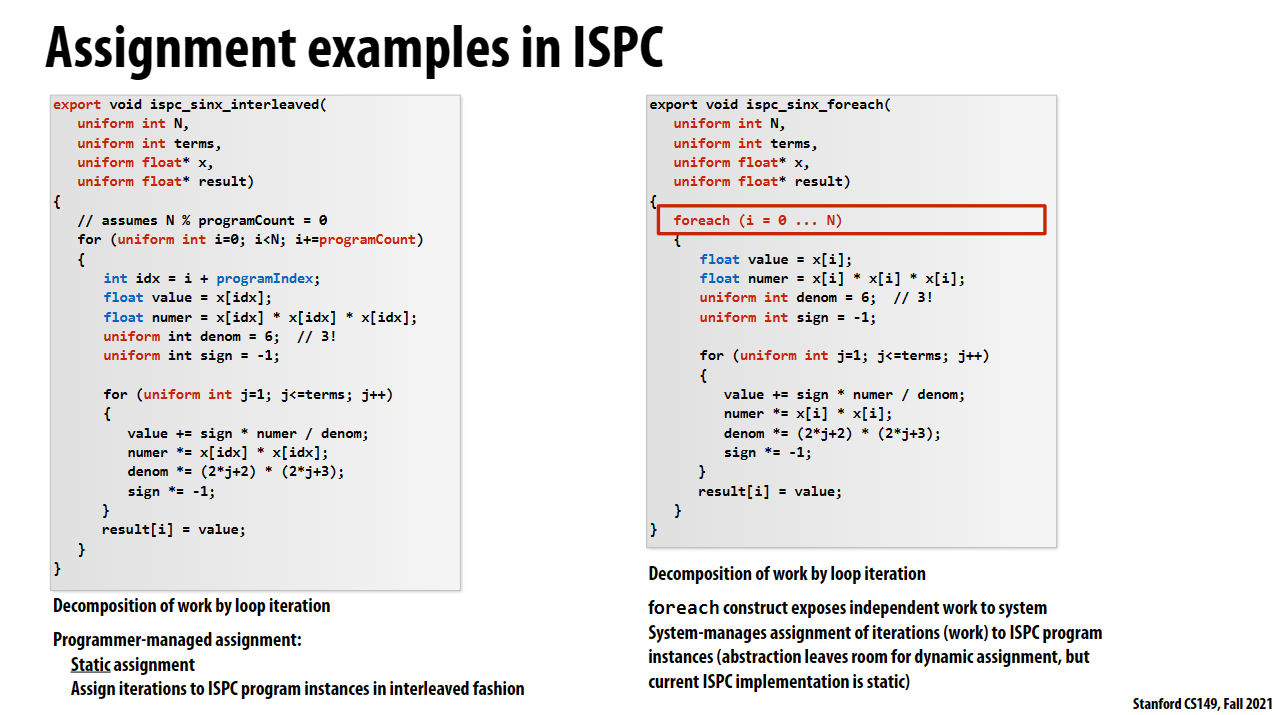 Assignment examples in ISPC
export void ispc_sinx_interleaved(
uniform int N,
uniform int terms,
uniform float* x,
uniform float* result)
{
// assumes N % programCount = 0
for (uniform int i=0; i<N; i+=programCount)
{
int idx = i + programIndex;
float value = x[idx];
float numer = x[idx] * x[idx] * x[idx];
uniform int denom = 6;  // 3!
uniform int sign = -1;
for (uniform int j=1; j<=terms; j++)
{
value += sign * numer / denom;
numer *= x[idx] * x[idx];
denom *= (2*j+2) * (2*j+3);
sign *= -1;
}
result[i] = value;
}
}
Decomposition of work by loop iteration
Programmer-managed assignment:
Static assignment
Assign iterations to ISPC program instances in interleaved fashion
export void ispc_sinx_foreach(
uniform int N,
uniform int terms,
uniform float* x,
uniform float* result)
{
foreach (i = 0 ... N)
{
float value = x[i];
float numer = x[i] * x[i] * x[i];
uniform int denom = 6;  // 3!
uniform int sign = -1;
for (uniform int j=1; j<=terms; j++)
{
value += sign * numer / denom;
numer *= x[i] * x[i];
denom *= (2*j+2) * (2*j+3);
sign *= -1;
}
result[i] = value;
}
}
Decomposition of work by loop iteration
foreach construct exposes independent work to system
System-manages assignment of iterations (work) to ISPC program
instances (abstraction leaves room for dynamic assignment, but
current ISPC implementation is static)
Stanford CS149, Fall 2021